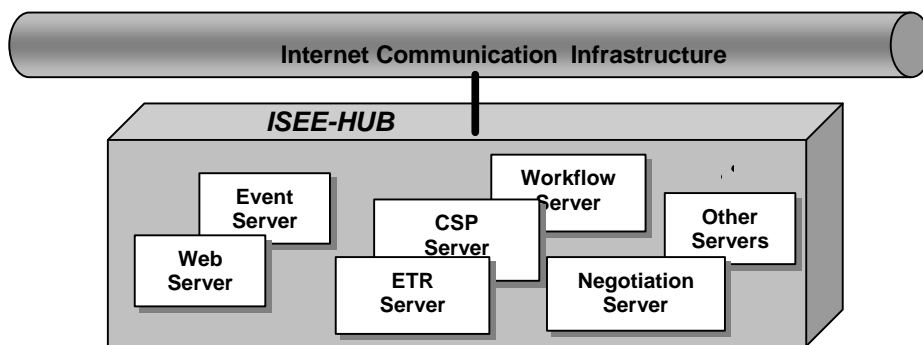 Internet Communication Infrastructure
ISEE-HUB
Event
Server
Web
Server
CSP
Server
ETR
Server
Workflow
Server
Negotiation
Server
Other
Servers